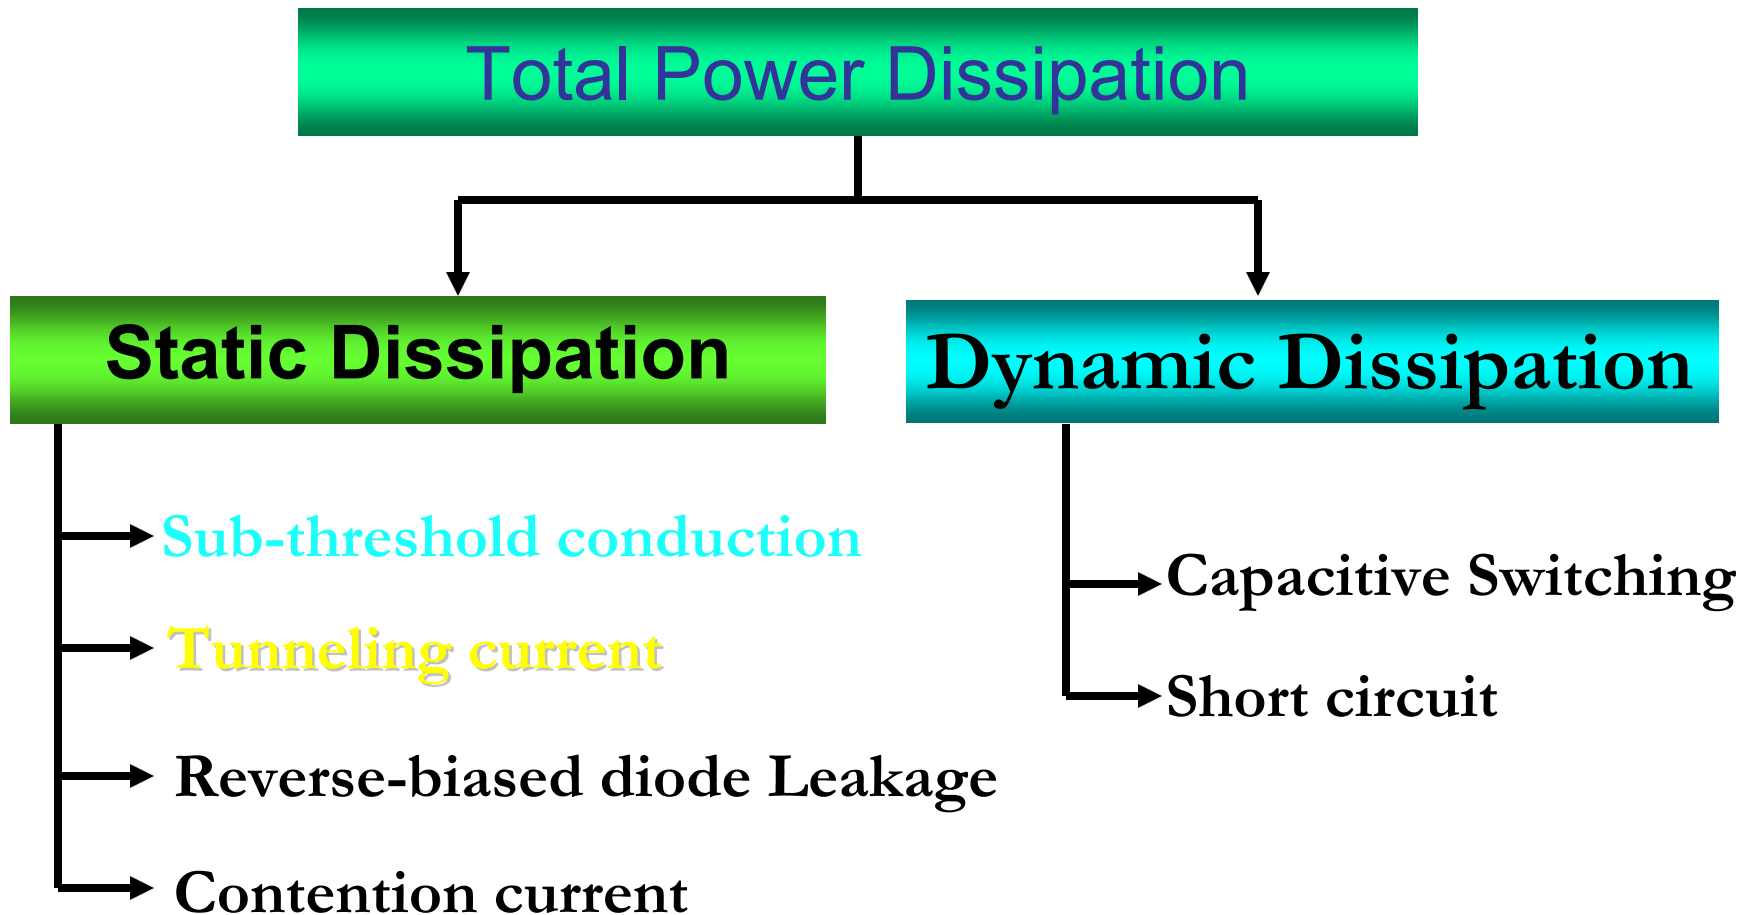 Total Power Dissipation
Static Dissipation
Sub-threshold conduction
Tunneling current
Reverse-biased diode Leakage
Contention current
Dynamic Dissipation
Capacitive Switching
Short circuit